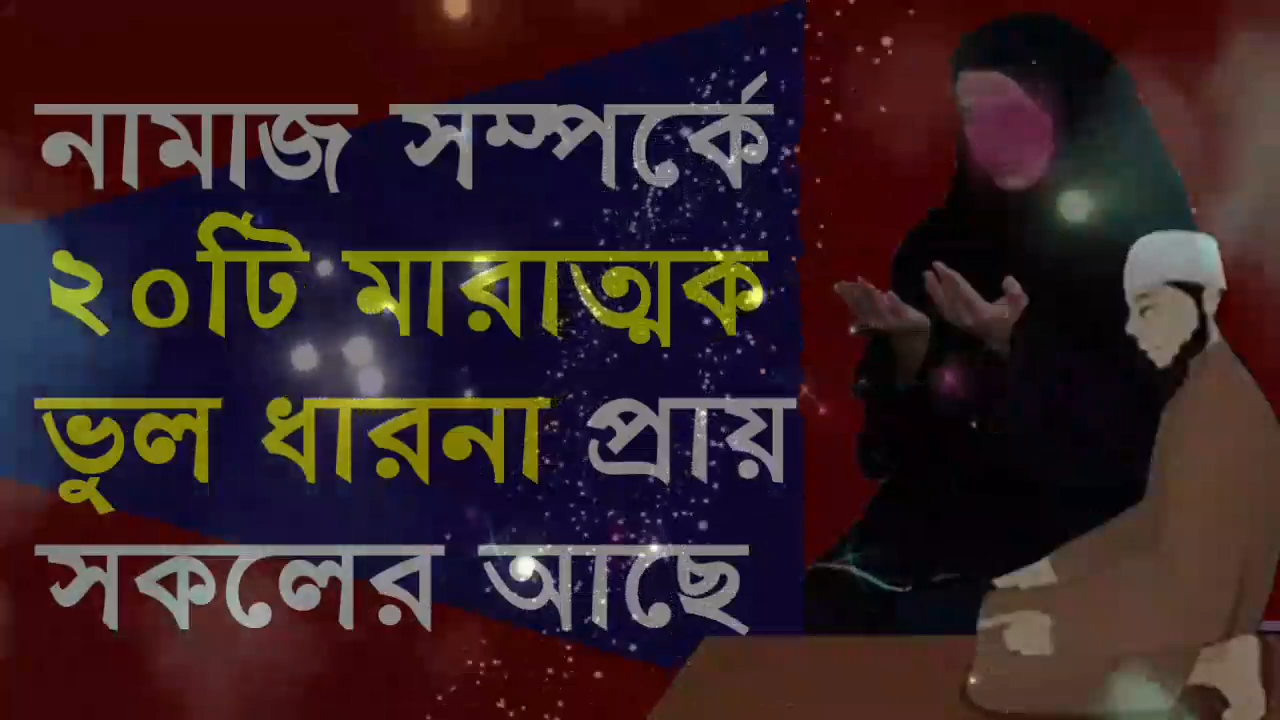 নামাজ সম্পর্কে
২০টি মারাত্মক
ভুল ধারনা প্রায়
সকলের আছে